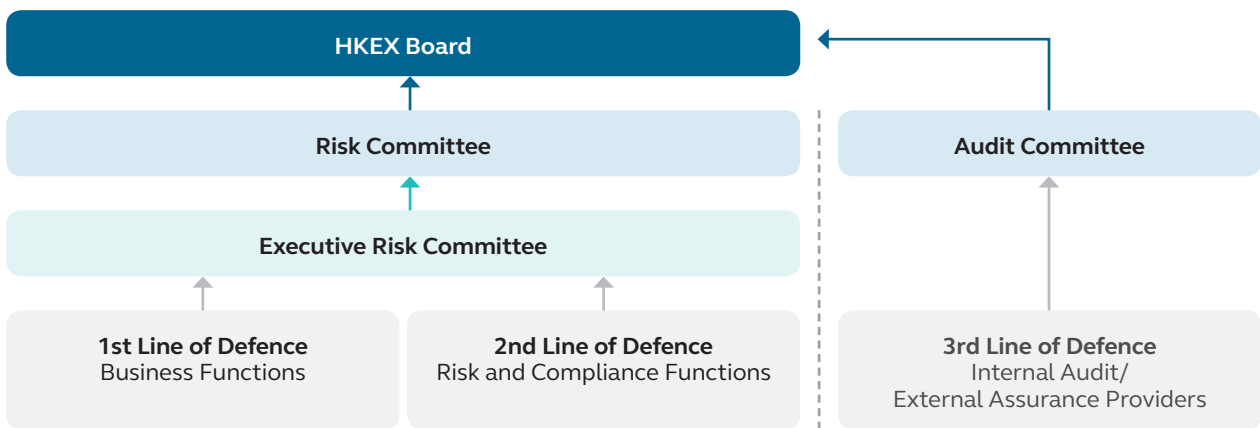 HKEX Board
Risk Committee
Audit Committee
Executive Risk Committee
1st Line of Defence
Business Functions
2nd Line of Defence
Risk and Compliance Functions
3rd Line of Defence
Internal Audit/
External Assurance Providers